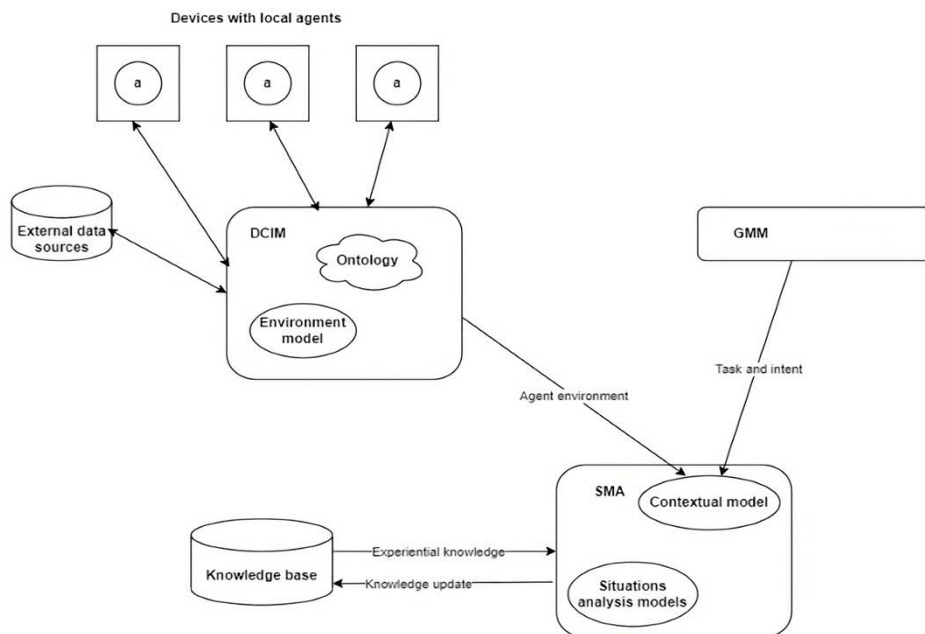 Devices with local agents
a
a
a
External data
sources
DCIM
Ontology
Environment
model
GMM
Task and intent
Agent environment
SMA
Contextual model
Knowledge base
Experiential knowledge
Knowledge update
Situations
analysis models